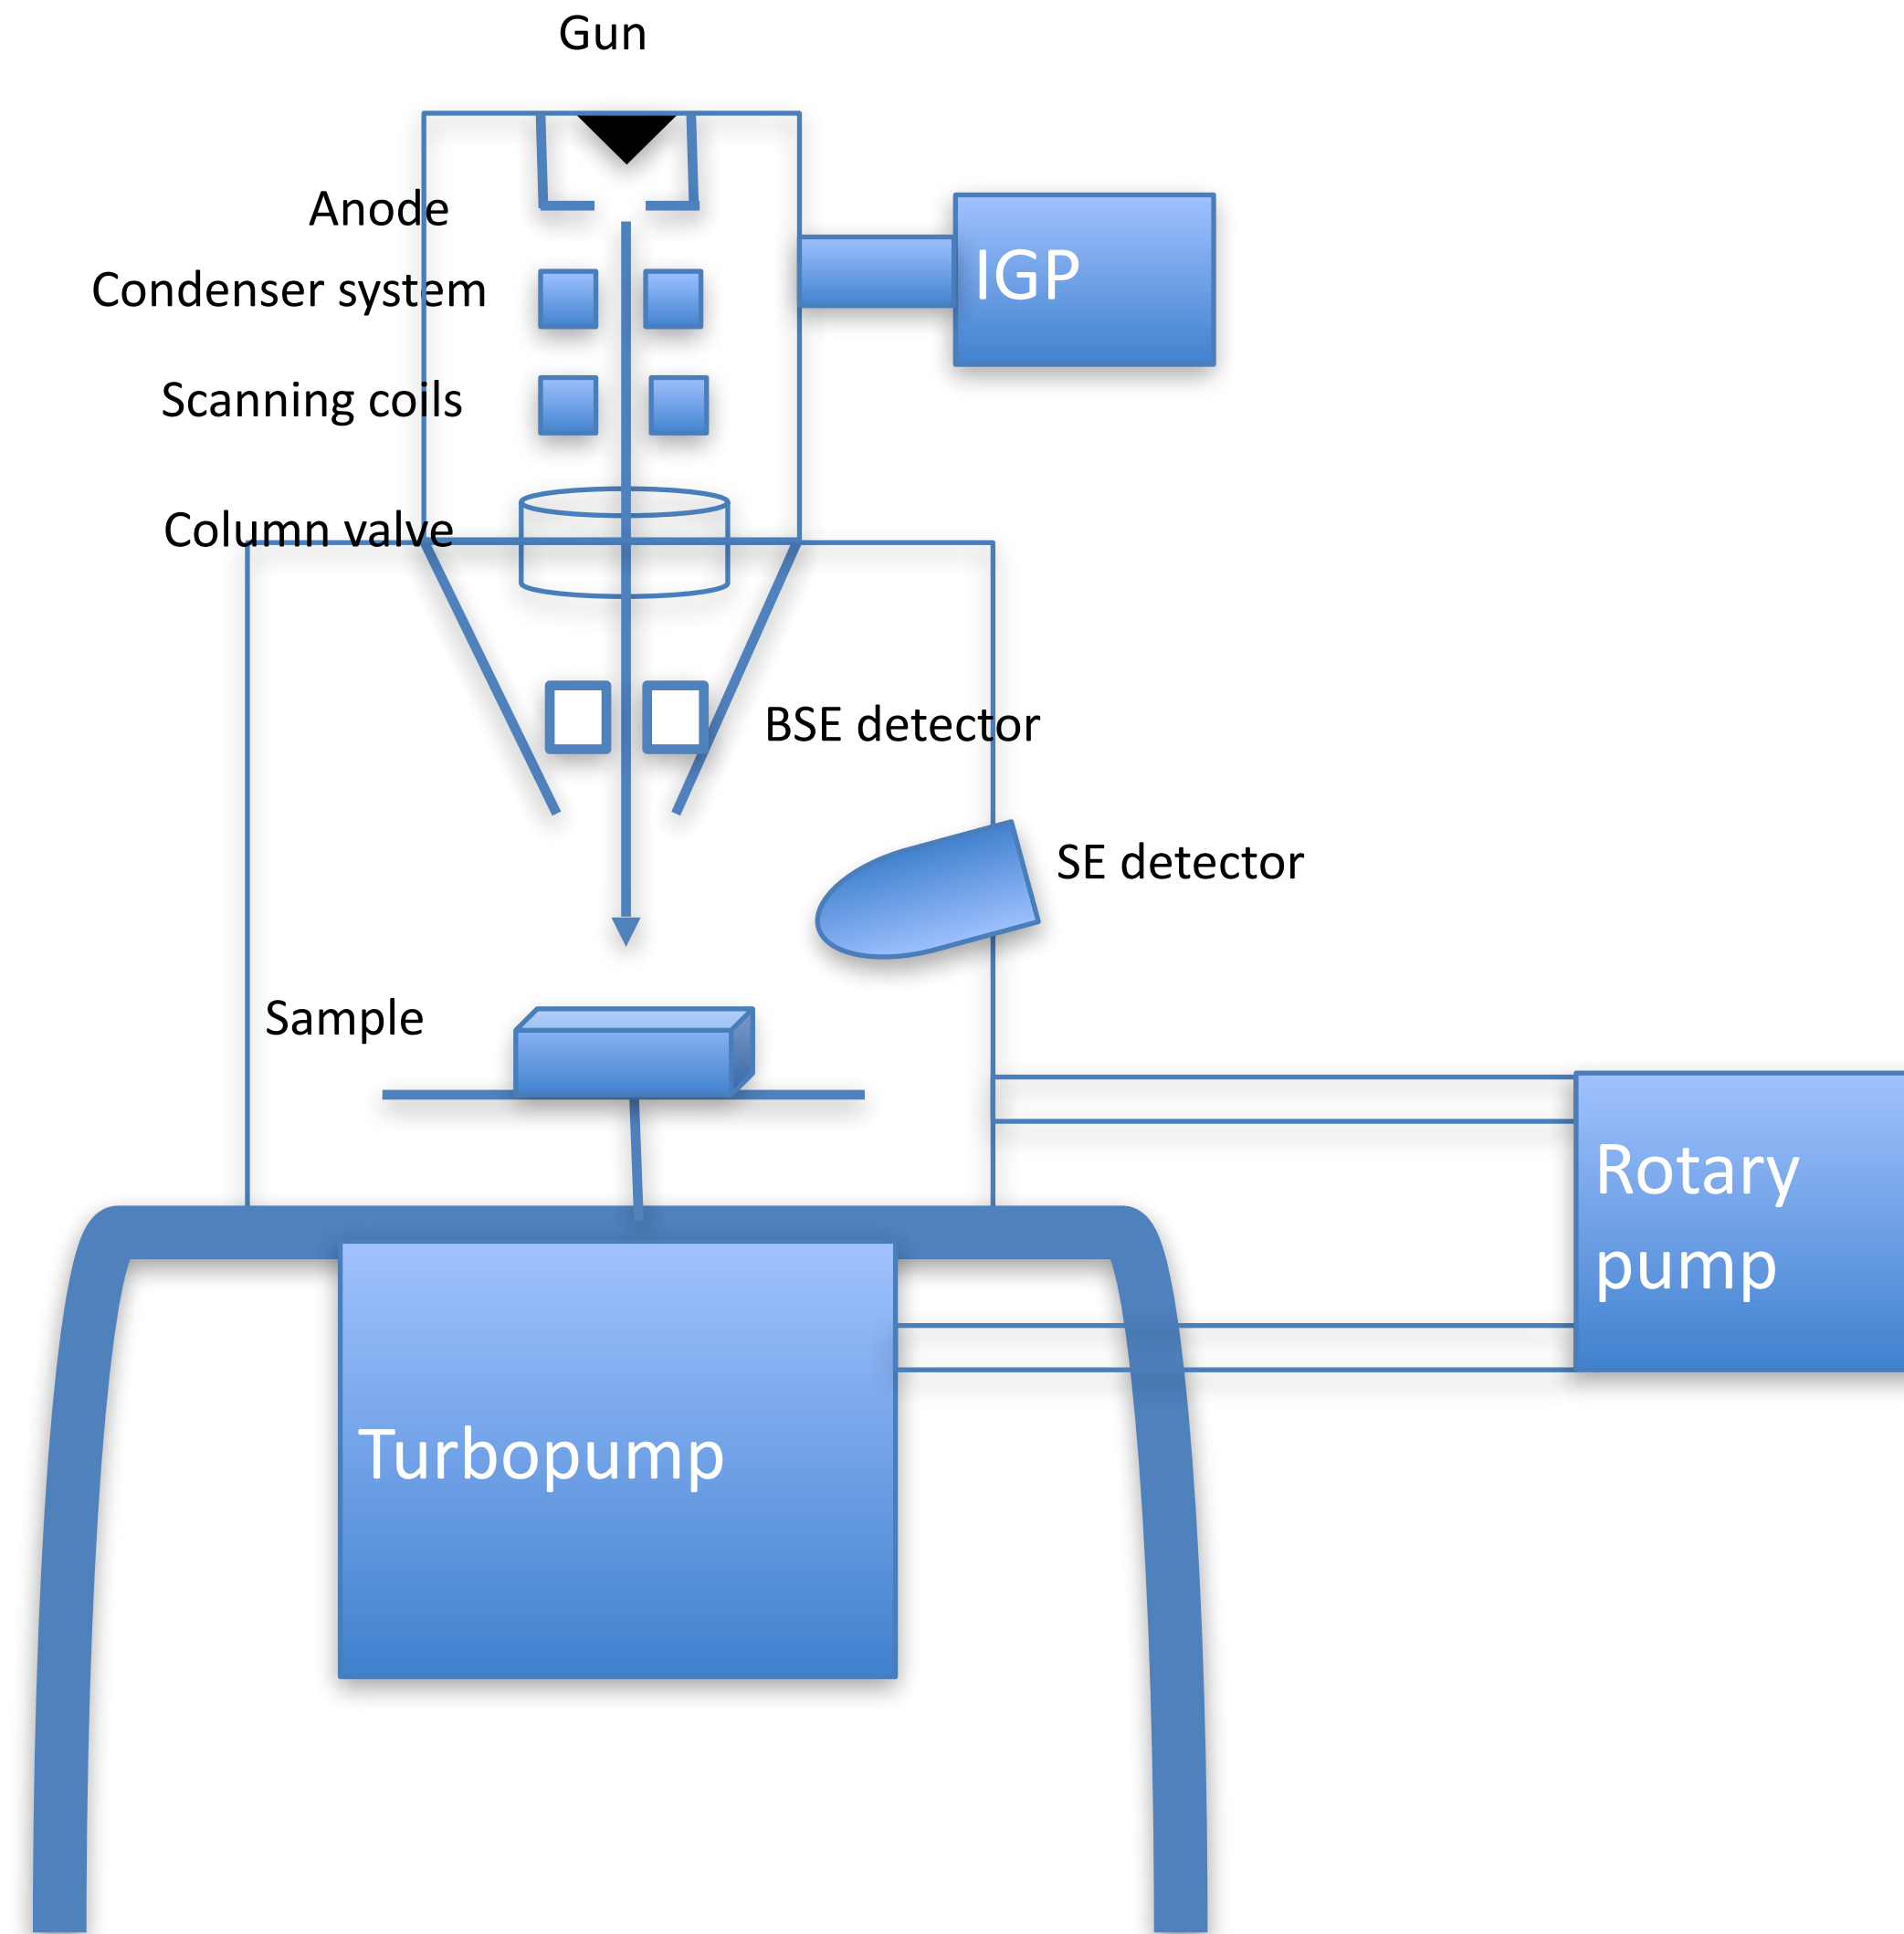 Gun
Anode
IGP
Condenser system
Scanning coils
Column valve
BSE detector
SE detector
Sample
Rotary
pump
Turbopump